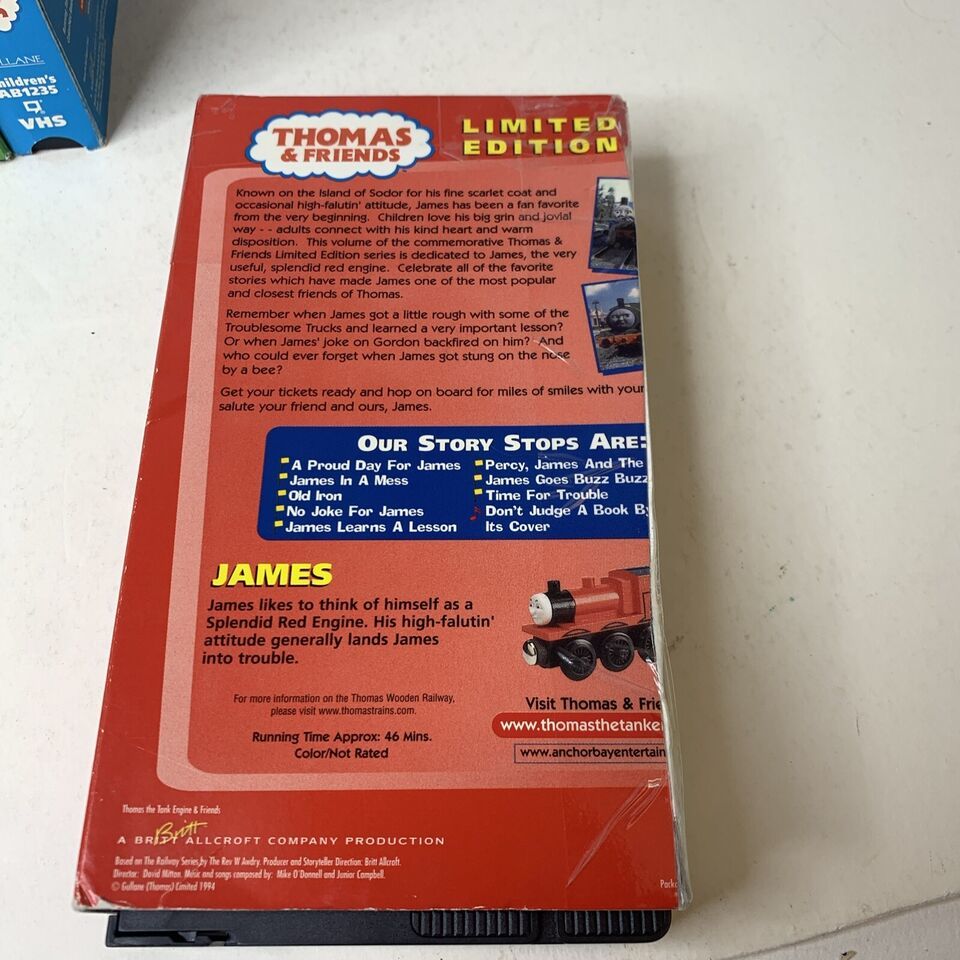 LLANE
hildren's
AB1235
VHS
THOMAS
& FRIENDS
LIMITED
EDITION
Known on the Island of Sodor for his fine scarlet coat and
occasional high-falutin' attitude, James has been a fan favorite
from the very beginning. Children love his big grin and jovial
way - - adults connect with his kind heart and warm
disposition. This volume of the commemorative Thomas &
Friends Limited Edition series is dedicated to James, the very
useful, splendid red engine. Celebrate all of the favorite
stories which have made James one of the most popular
and closest friends of Thomas.
Remember when James got a little rough with some of the
Troublesome Trucks and learned a very important lesson?
Or when James' joke on Gordon backfired on him? And
who could ever forget when James got stung on the nose
by a bee?
Get your tickets ready and hop on board for miles of smiles with your
salute your friend and ours, James.
OUR STORY STOPS ARE:
A Proud Day For James
James In A Mess
Old Iron
No Joke For James
James Learns A Lesson
Percy, James And The
James Goes Buzz Buzz
Time For Trouble
Don't Judge A Book By
Its Cover
JAMES
James likes to think of himself as a
Splendid Red Engine. His high-falutin'
attitude generally lands James
into trouble.
For more information on the Thomas Wooden Railway,
please visit www.thomastrains.com.
Running Time Approx: 46 Mins.
Color/Not Rated
Visit Thomas & Frie
www.thomasthetanke
www.anchorbayentertain
Thomas the Tank Engine & Friends
A BRITT ALLCROFT COMPANY PRODUCTION
Britt
Based on The Railway Series, by The Rev W Awdry. Producer and Storyteller Direction: Britt Allcroft.
Director: David Mitton. Music and songs composed by: Mike O'Donnell and Junior Campbell.
© Gullane (Thomas) Limited 1994
Packa